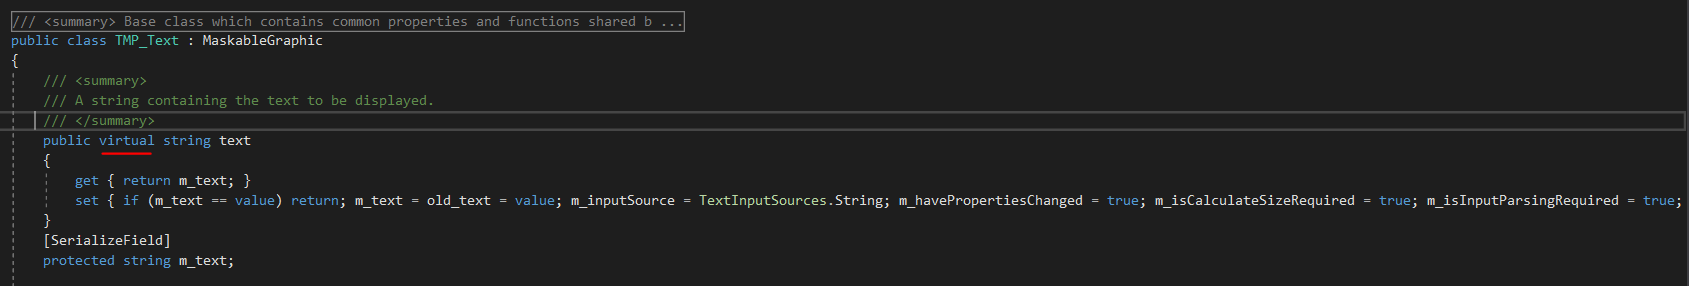 /// <summary> Base class which contains common properties and functions shared b ...
public class TMP_Text : MaskableGraphic
{
/// <summary>
/// A string containing the text to be displayed.
/// </summary>
public virtual string text
{
get { return m_text; }
set { if (m_text == value) return; m_text = old_text = value; m_inputSource = TextInputSources.String; m_havePropertiesChanged = true; m_isCalculateSizeRequired = true; m_isInputParsingRequired = true;
}
[SerializeField]
protected string m_text;